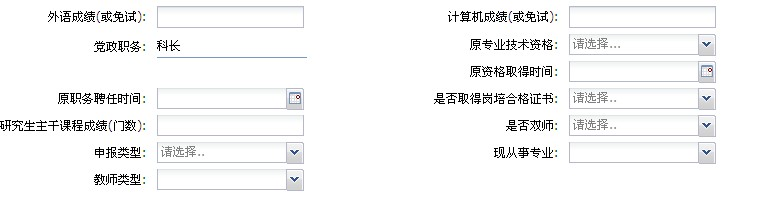 外语成绩(或免试):
计算机成绩(或免试):
党政职务: 科长
原专业技术资格: 请选择...
原资格取得时间:
原职务聘任时间:
是否取得岗培合格证书: 请选择..
研究生主干课程成绩(门数):
是否双师: 请选择..
申报类型: 请选择..
现从事专业:
教师类型: